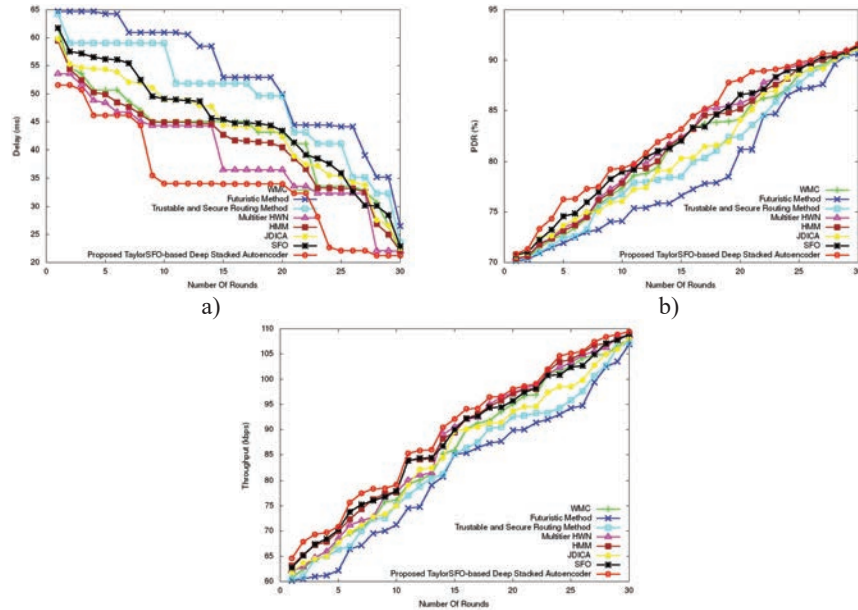 65
60
55
50
45
40
35
30
25
20
Delay (ms)
WMC
Futuristic Method
Trustable and Secure Routing Method
Multitier HWN
HMM
JDICA
SFO
Proposed TaylorSFO-based Deep Stacked Autoencoder
0 5 10 15 20 25 30
Number Of Rounds
a)
95
90
85
80
75
70
PDR (%)
WMC
Futuristic Method
Trustable and Secure Routing Method
Multitier HWN
HMM
JDICA
SFO
Proposed TaylorSFO-based Deep Stacked Autoencoder
0 5 10 15 20 25 30
Number Of Rounds
b)
110
105
100
95
90
85
80
75
70
65
60
Throughput (kbps)
WMC
Futuristic Method
Trustable and Secure Routing Method
Multitier HWN
HMM
JDICA
SFO
Proposed TaylorSFO-based Deep Stacked Autoencoder
0 5 10 15 20 25 30
Number Of Rounds